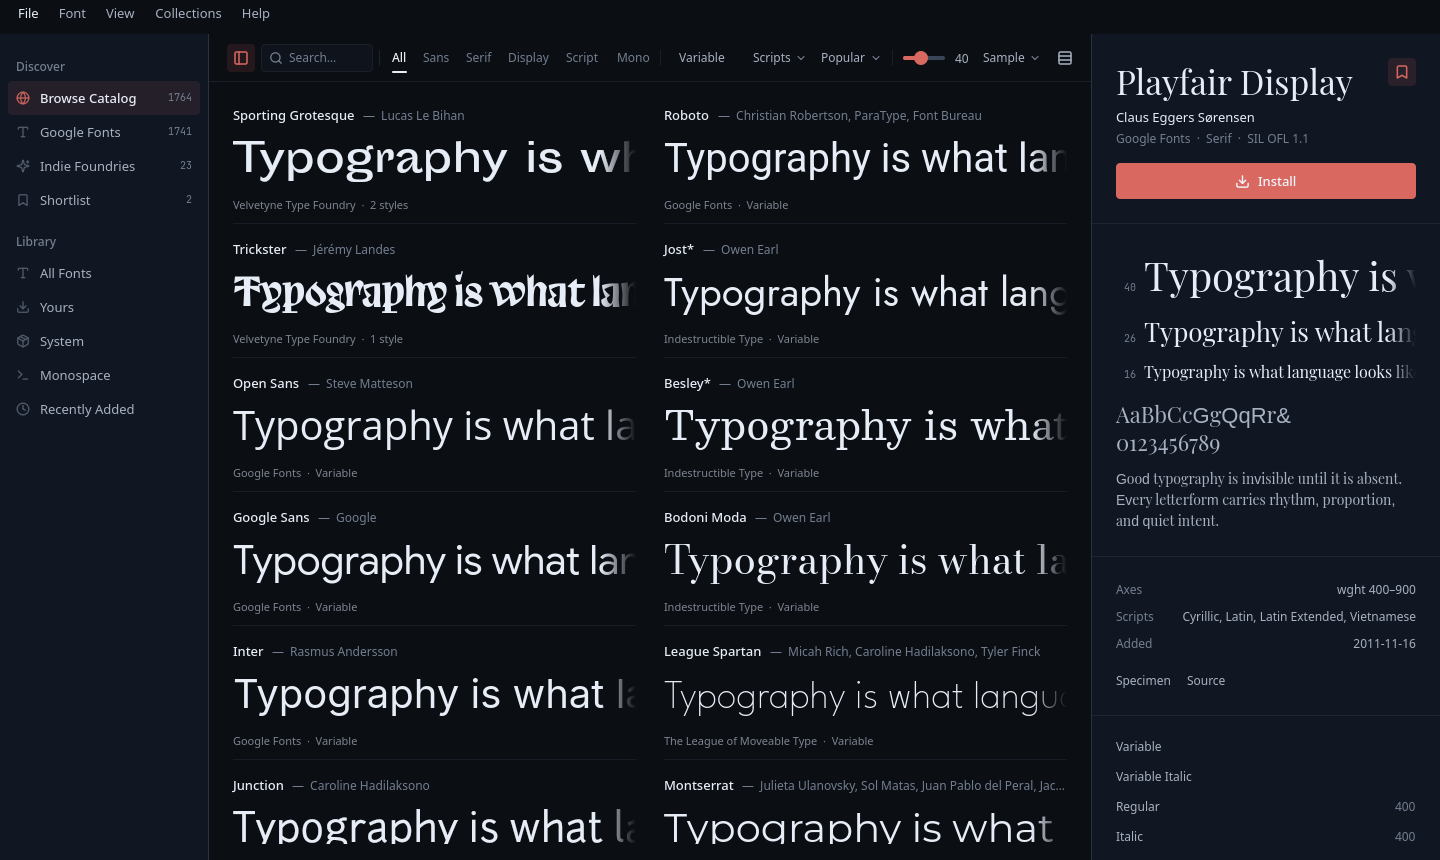 File Font View Collections Help
Discover
Browse Catalog 1764
Google Fonts 1741
Indie Foundries 23
Shortlist 2
Library
All Fonts
Yours
System
Monospace
Recently Added
Search... All Sans Serif Display Script Mono Variable Scripts Popular 40 Sample
Sporting Grotesque — Lucas Le Bihan
Typography is wh
Velvetyne Type Foundry · 2 styles
Roboto — Christian Robertson, ParaType, Font Bureau
Typography is what lan
Google Fonts · Variable
Trickster — Jérémy Landes
Typography is what lan
Velvetyne Type Foundry · 1 style
Jost* — Owen Earl
Typography is what lang
Indestructible Type · Variable
Open Sans — Steve Matteson
Typography is what la
Google Fonts · Variable
Besley* — Owen Earl
Typography is what
Indestructible Type · Variable
Google Sans — Google
Typography is what lan
Google Fonts · Variable
Bodoni Moda — Owen Earl
Typography is what la
Indestructible Type · Variable
Inter — Rasmus Andersson
Typography is what la
Google Fonts · Variable
League Spartan — Micah Rich, Caroline Hadilaksono, Tyler Finck
Typography is what langua
The League of Moveable Type · Variable
Junction — Caroline Hadilaksono
Typography is what la
Montserrat — Julieta Ulanovsky, Sol Matas, Juan Pablo del Peral, Jac...
Typography is what
Playfair Display
Claus Eggers Sørensen
Google Fonts · Serif · SIL OFL 1.1
Install
40 Typography is w
26 Typography is what lang
16 Typography is what language looks like
AaBbCcGgQqRr&
0123456789
Good typography is invisible until it is absent.
Every letterform carries rhythm, proportion,
and quiet intent.
Axes wght 400–900
Scripts Cyrillic, Latin, Latin Extended, Vietnamese
Added 2011-11-16
Specimen Source
Variable
Variable Italic
Regular 400
Italic 400